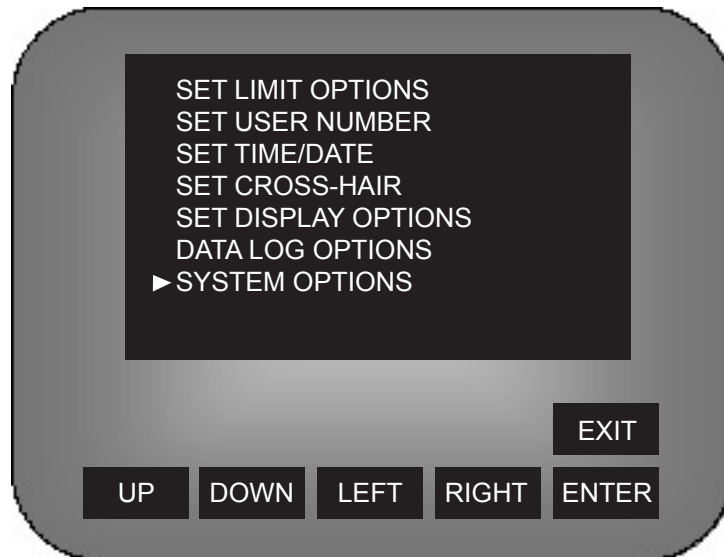 SET LIMIT OPTIONS
SET USER NUMBER
SET TIME/DATE
SET CROSS-HAIR
SET DISPLAY OPTIONS
DATA LOG OPTIONS
►SYSTEM OPTIONS
EXIT
UP DOWN LEFT RIGHT ENTER